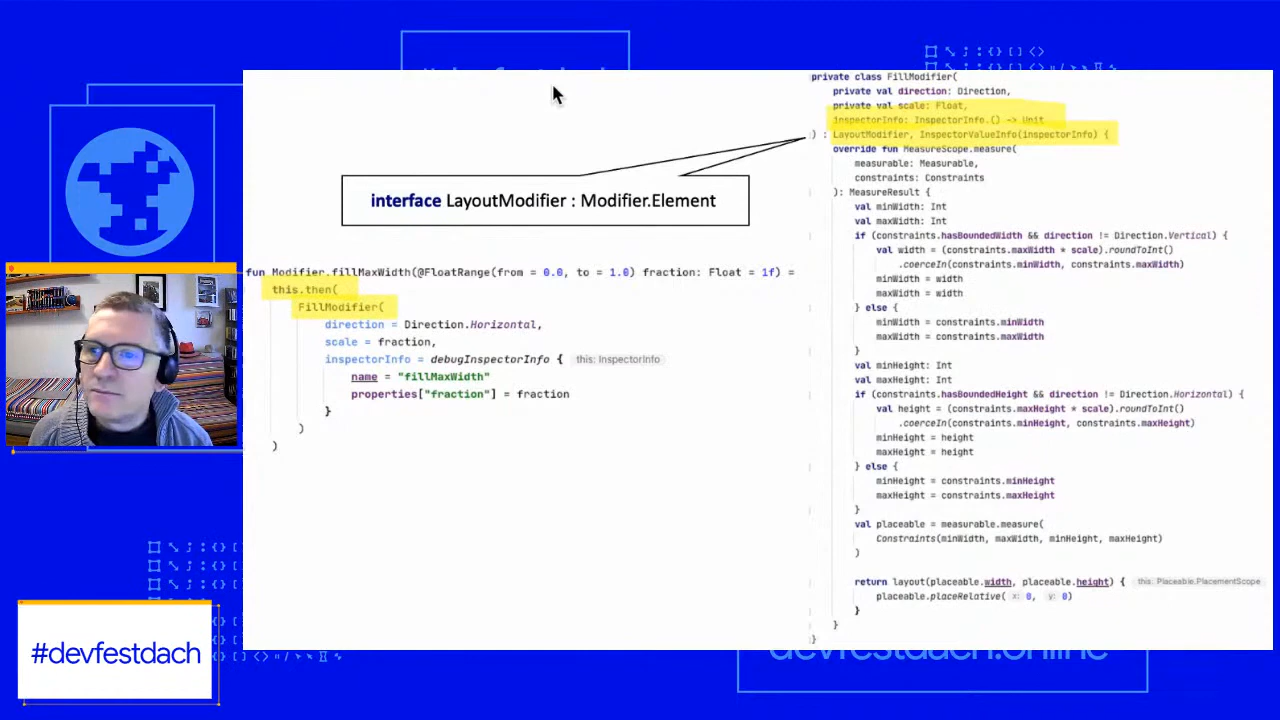 interface LayoutModifier : Modifier.Element
fun Modifier.fillMaxWidth(@FloatRange(from = 0.0, to = 1.0) fraction: Float = 1f) =
this.then(
FillModifier(
direction = Direction.Horizontal,
scale = fraction,
inspectorInfo = debugInspectorInfo { this: InspectorInfo
name = "fillMaxWidth"
properties["fraction"] = fraction
}
)
)
private class FillModifier(
private val direction: Direction,
private val scale: Float,
inspectorInfo: InspectorInfo.() -> Unit
) : LayoutModifier, InspectorValueInfo(inspectorInfo) {
override fun MeasureScope.measure(
measurable: Measurable,
constraints: Constraints
): MeasureResult {
val minWidth: Int
val maxWidth: Int
if (constraints.hasBoundedWidth && direction != Direction.Vertical) {
val width = (constraints.maxWidth * scale).roundToInt()
.coerceIn(constraints.minWidth, constraints.maxWidth)
minWidth = width
maxWidth = width
} else {
minWidth = constraints.minWidth
maxWidth = constraints.maxWidth
}
val minHeight: Int
val maxHeight: Int
if (constraints.hasBoundedHeight && direction != Direction.Horizontal) {
val height = (constraints.maxHeight * scale).roundToInt()
.coerceIn(constraints.minHeight, constraints.maxHeight)
minHeight = height
maxHeight = height
} else {
minHeight = constraints.minHeight
maxHeight = constraints.maxHeight
}
val placeable = measurable.measure(
Constraints(minWidth, maxWidth, minHeight, maxHeight)
)
return layout(placeable.width, placeable.height) { this: Placeable.PlacementScope
placeable.placeRelative( x: 0, y: 0)
}
}
}
#devfestdach
devfestdach.online